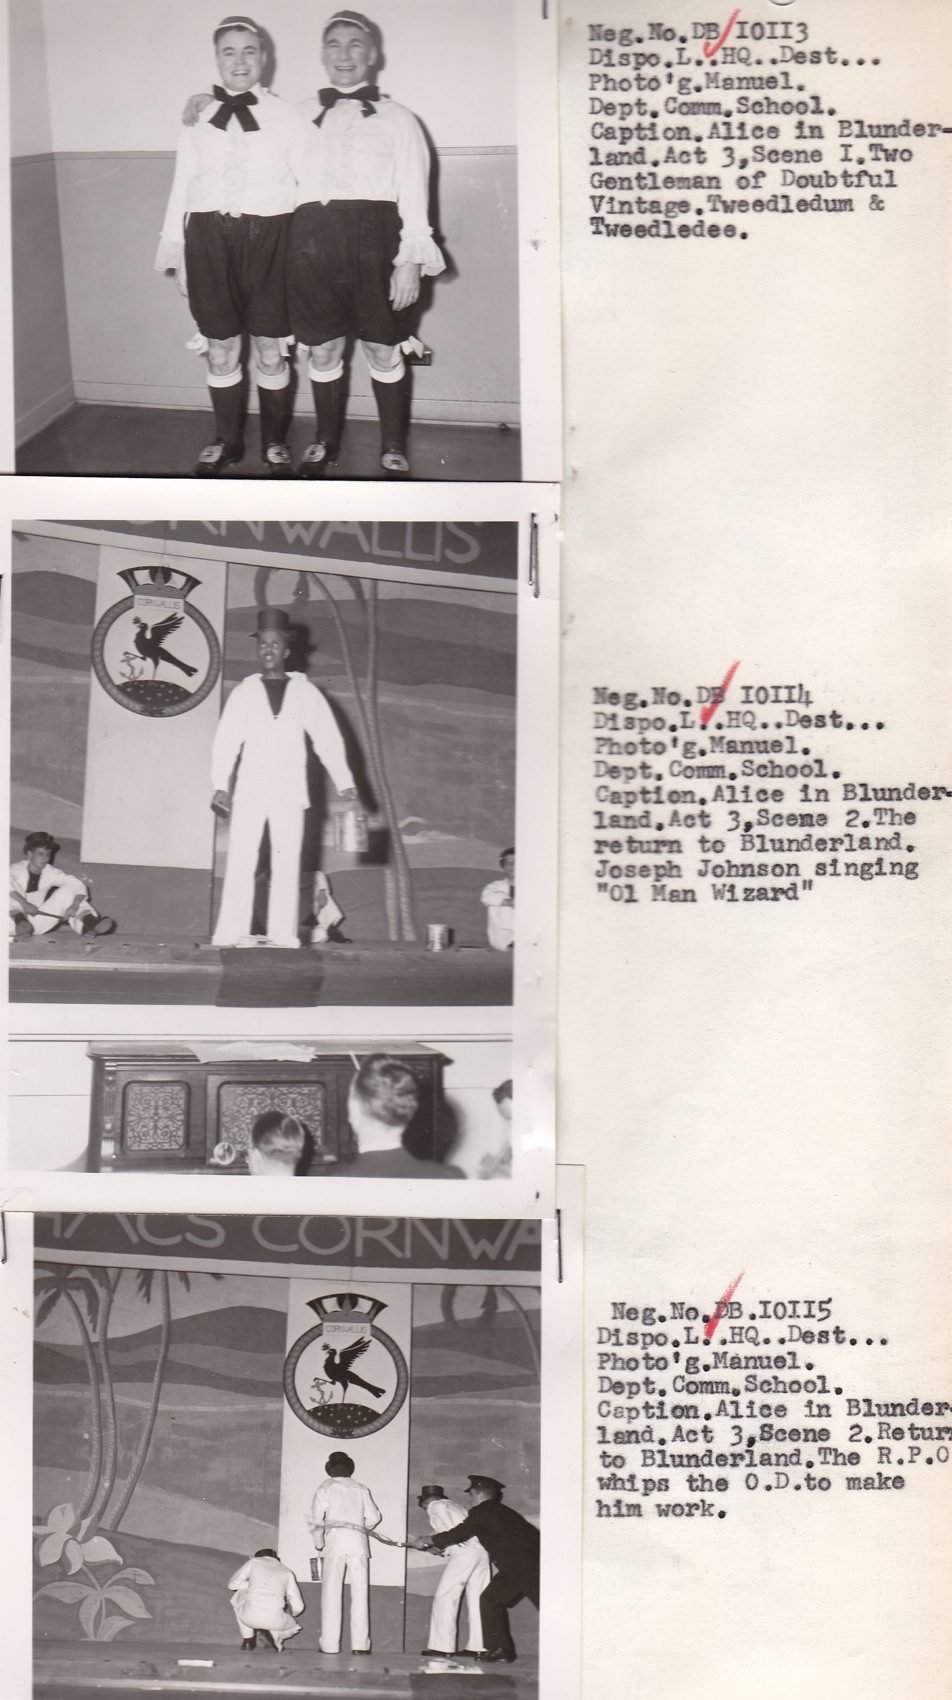 Neg.No.DB IOII3
Dispo.L..HQ..Dest...
Photo'g.Manuel.
Dept.Comm.School.
Caption.Alice in Blunder-
land.Act 3,Scene I.Two
Gentleman of Doubtful
Vintage.Tweedledum &
Tweedledee.
CORNWALLIS
CORNWALLIS
Neg.No.DB IOII4
Dispo.L..HQ..Dest...
Photo'g.Manuel.
Dept.Comm.School.
Caption.Alice in Blunder-
land.Act 3,Scene 2.The
return to Blunderland.
Joseph Johnson singing
"Ol Man Wizard"
HMCS CORNWA
CORNWALLIS
Neg.No.DB.IOII5
Dispo.L..HQ..Dest...
Photo'g.Manuel.
Dept.Comm.School.
Caption.Alice in Blunder-
land.Act 3,Scene 2.Return
to Blunderland.The R.P.O
whips the O.D.to make
him work.